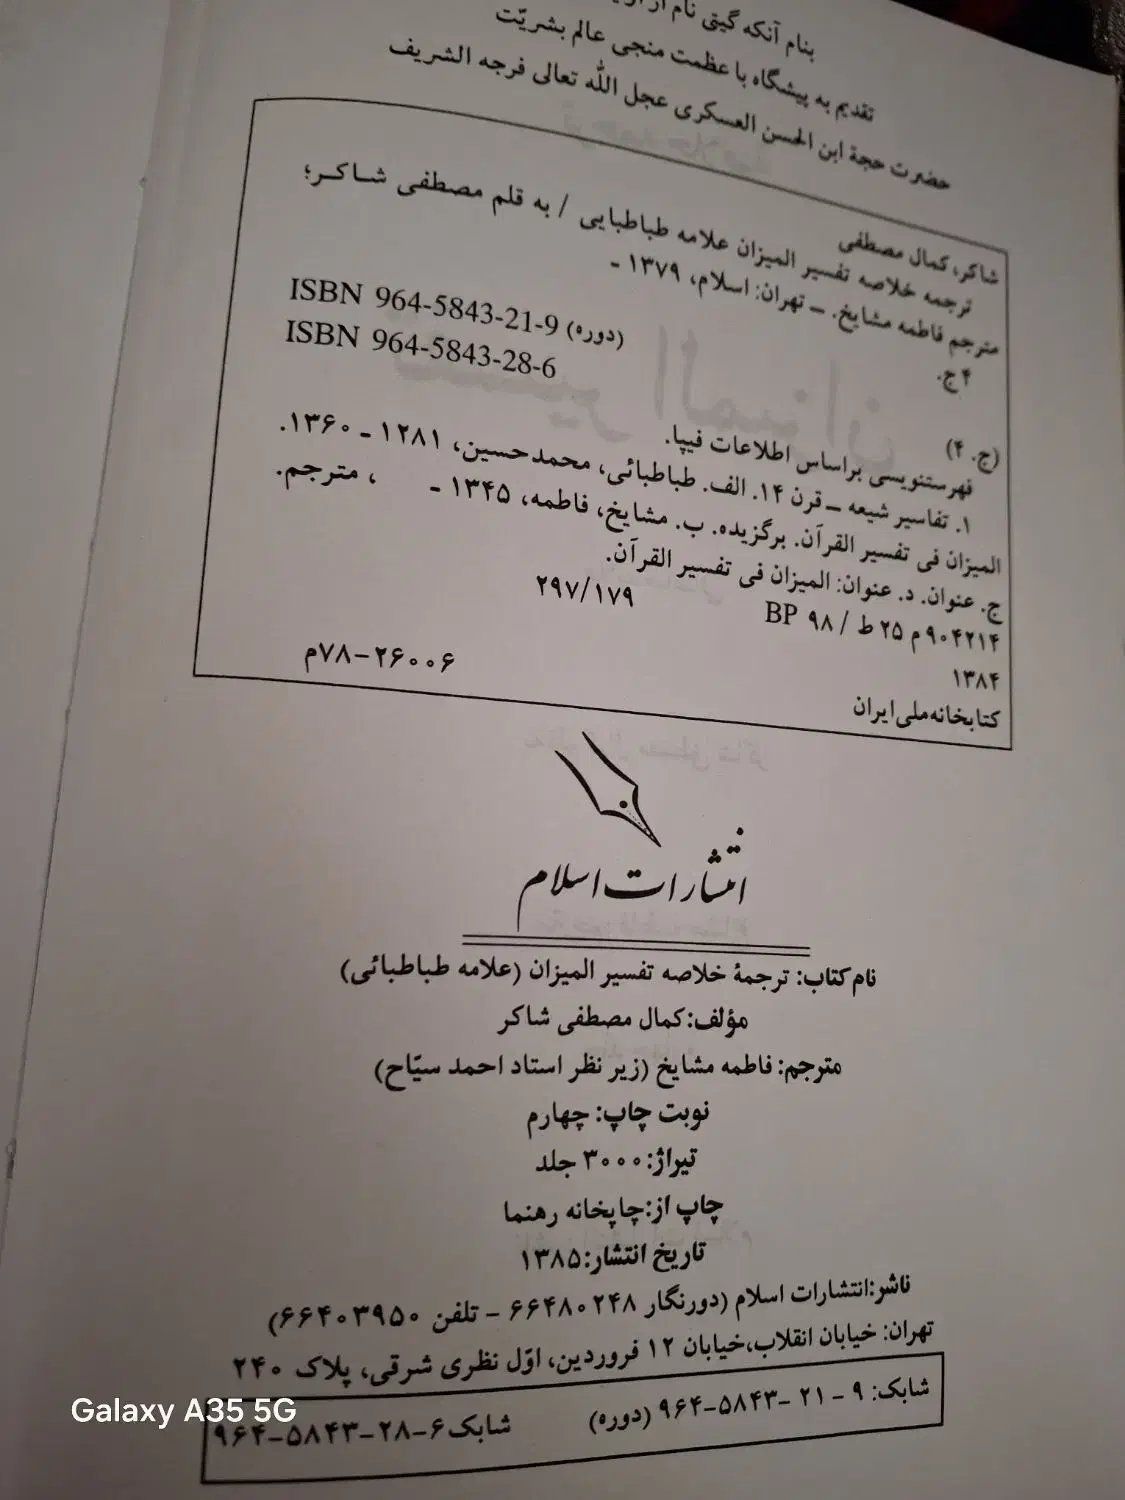 بنام آنکه گیتی نام از او
تقدیم به پیشگاه با عظمت منجی عالم بشریّت
حضرت حجة ابن الحسن العسکری عجل الله تعالی فرجه الشریف
شاکر، کمال مصطفی
ترجمه خلاصه تفسیر المیزان علامه طباطبایی / به قلم مصطفی شاکر؛
مترجم فاطمه مشایخ. ـ تهران: اسلام، ۱۳۷۹ -
۴ ج.
ISBN 964-5843-21-9 (دوره)
ISBN 964-5843-28-6
(ج. ۴)
فهرستنویسی براساس اطلاعات فیپا.
۱. تفاسیر شیعه ـ قرن ۱۴. الف. طباطبائی، محمدحسین، ۱۲۸۱ - ۱۳۶۰.
المیزان فی تفسیر القرآن. برگزیده. ب. مشایخ، فاطمه، ۱۳۴۵ - ، مترجم.
ج. عنوان. د. عنوان: المیزان فی تفسیر القرآن.
۹۰۴۲۱۴ م ۲۵ ط / ۹۸ BP ۲۹۷/۱۷۹
۱۳۸۴
کتابخانه ملی ایران ۲۶۰۰۶-۷۸م
انتشارات اسلام
نام کتاب: ترجمهٔ خلاصه تفسیر المیزان (علامه طباطبائی)
مؤلف: کمال مصطفی شاکر
مترجم: فاطمه مشایخ (زیر نظر استاد احمد سیّاح)
نوبت چاپ: چهارم
تیراژ: ۳۰۰۰ جلد
چاپ از: چاپخانه رهنما
تاریخ انتشار: ۱۳۸۵
ناشر: انتشارات اسلام (دورنگار ۶۶۴۸۰۲۴۸ - تلفن ۶۶۴۰۳۹۵۰)
تهران: خیابان انقلاب، خیابان ۱۲ فروردین، اوّل نظری شرقی، پلاک ۲۴۰
شابک: ۹ - ۲۱ -۵۸۴۳-۹۶۴ (دوره) شابک ۶-۲۸-۵۸۴۳-۹۶۴
Galaxy A35 5G